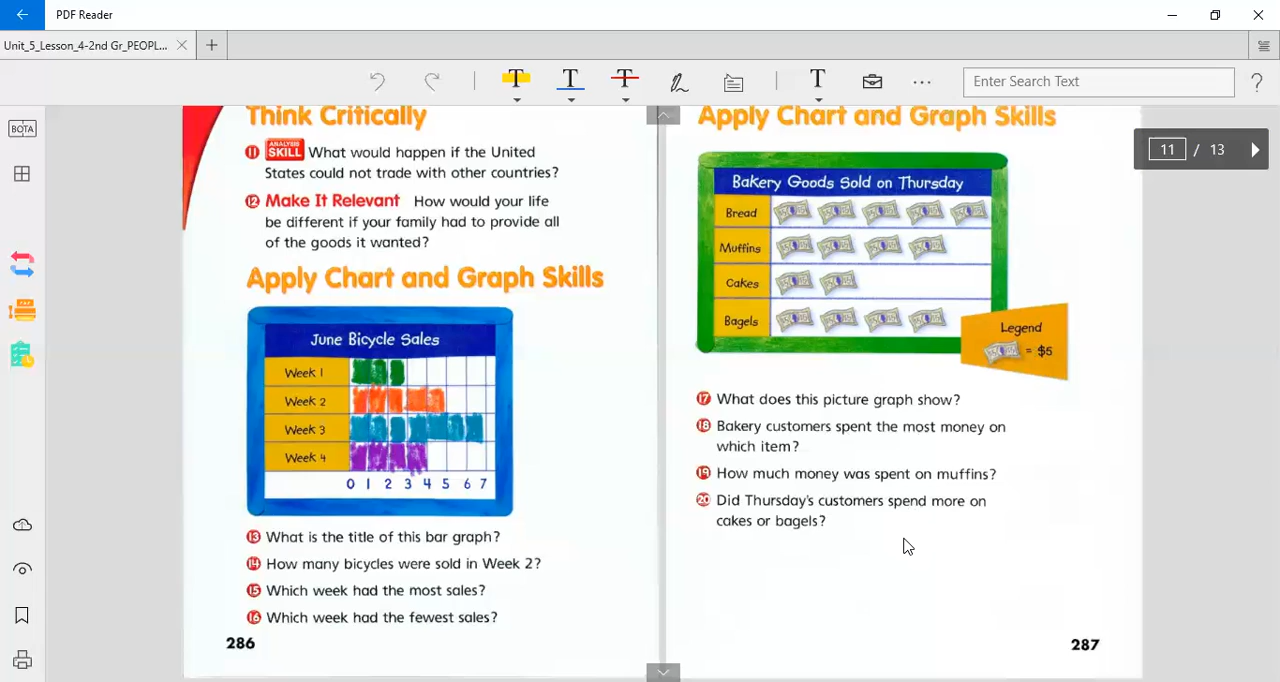 PDF Reader
Unit_5_Lesson_4-2nd Gr_PEOPL...
Enter Search Text
?
BOTA
11 / 13
Think Critically
11 ANALYSIS SKILL What would happen if the United
States could not trade with other countries?
12 Make It Relevant How would your life
be different if your family had to provide all
of the goods it wanted?
Apply Chart and Graph Skills
June Bicycle Sales
Week 1
Week 2
Week 3
Week 4
0 1 2 3 4 5 6 7
13 What is the title of this bar graph?
14 How many bicycles were sold in Week 2?
15 Which week had the most sales?
16 Which week had the fewest sales?
286
Apply Chart and Graph Skills
Bakery Goods Sold on Thursday
Bread
Muffins
Cakes
Bagels
Legend
= $5
17 What does this picture graph show?
18 Bakery customers spent the most money on
which item?
19 How much money was spent on muffins?
20 Did Thursday's customers spend more on
cakes or bagels?
287